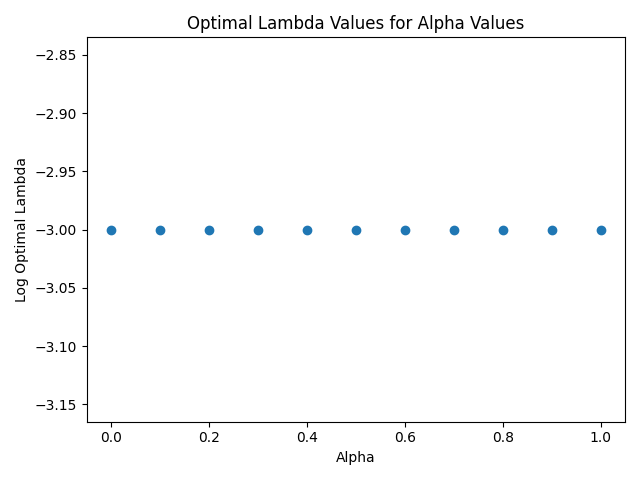 Optimal Lambda Values for Alpha Values
−2.85
−2.90
−2.95
−3.00
−3.05
−3.10
−3.15
Log Optimal Lambda
0.0 0.2 0.4 0.6 0.8 1.0
Alpha